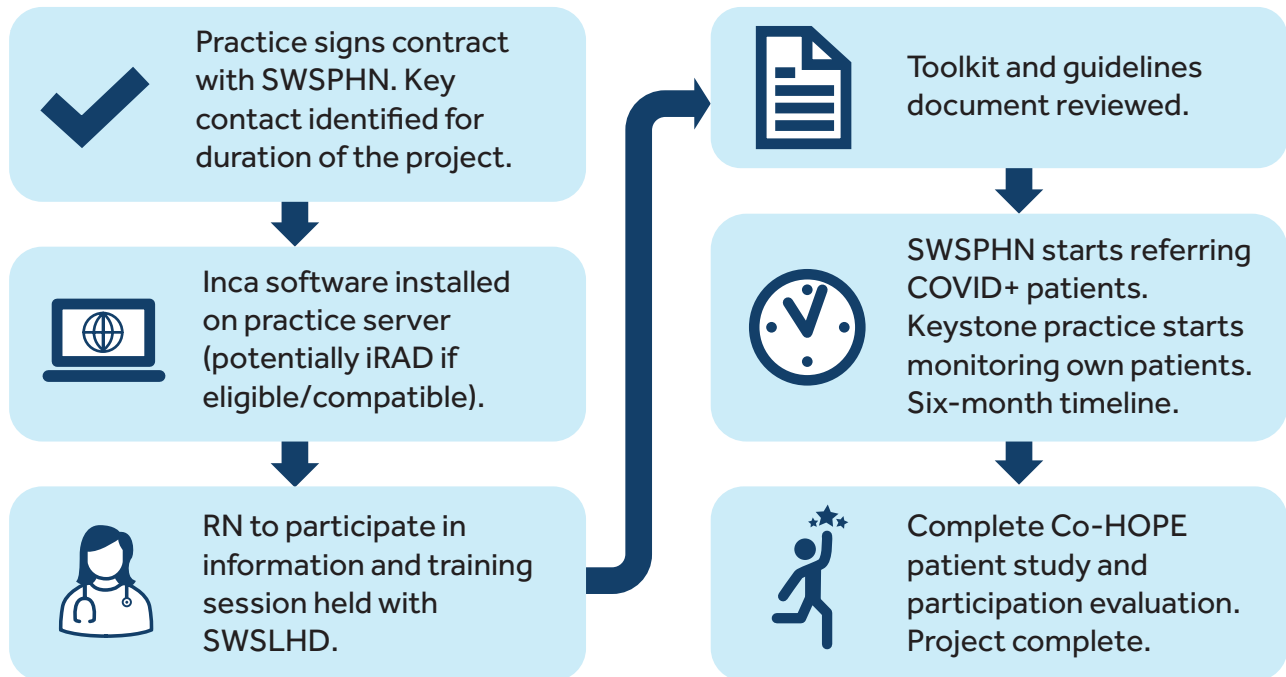 Practice signs contract
with SWSPHN. Key
contact identified for
duration of the project.
Inca software installed
on practice server
(potentially iRAD if
eligible/compatible).
RN to participate in
information and training
session held with
SWSLHD.
Toolkit and guidelines
document reviewed.
SWSPHN starts referring
COVID+ patients.
Keystone practice starts
monitoring own patients.
Six-month timeline.
Complete Co-HOPE
patient study and
participation evaluation.
Project complete.